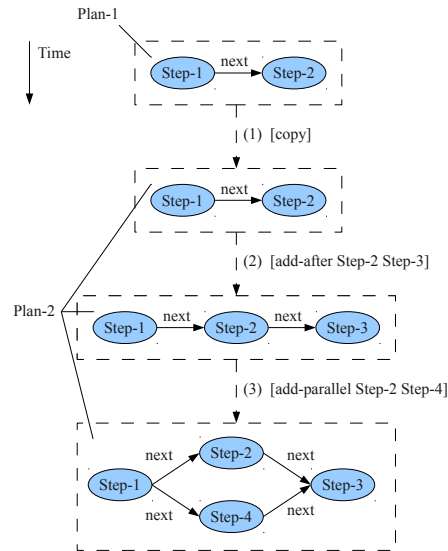 Plan-1
Time
Step-1
next
Step-2
(1) [copy]
Step-1
next
Step-2
(2) [add-after Step-2 Step-3]
Plan-2
Step-1
next
Step-2
next
Step-3
(3) [add-parallel Step-2 Step-4]
Step-2
next
next
Step-1
Step-3
next
next
Step-4